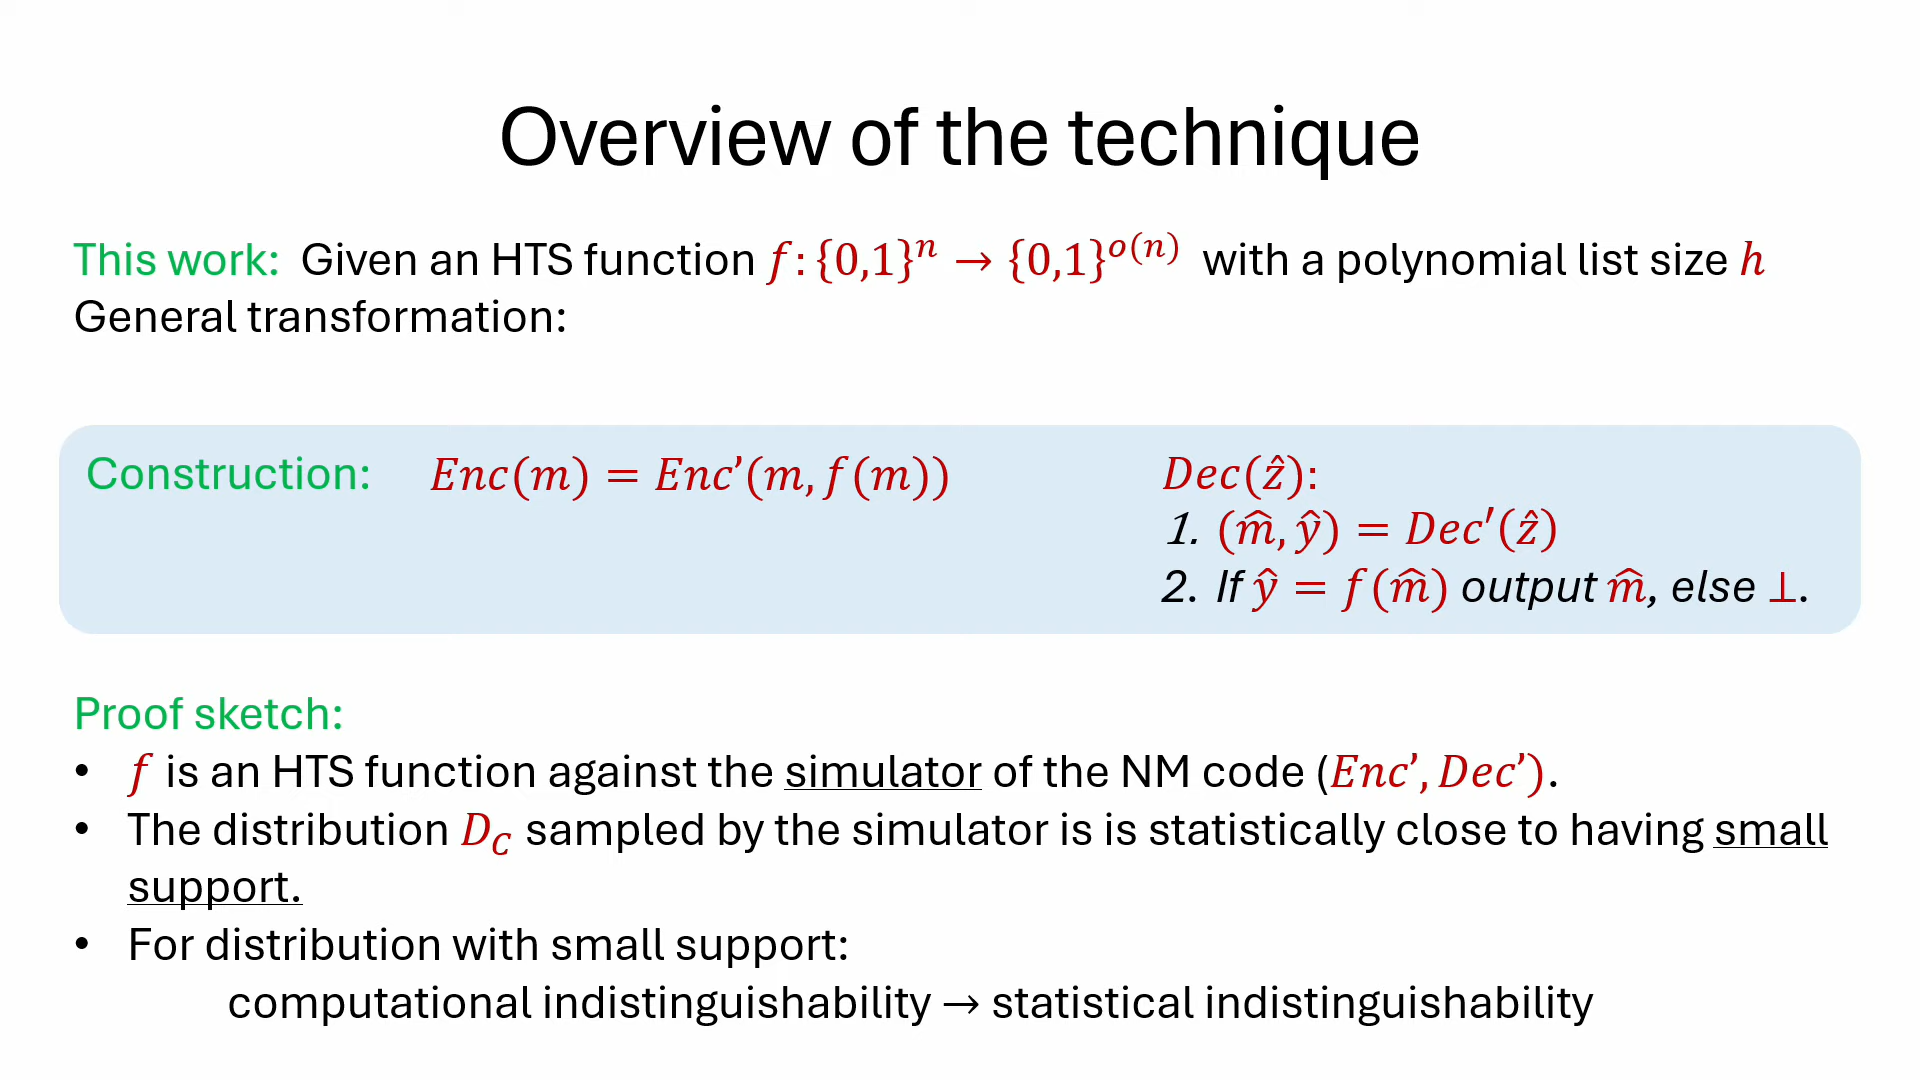 Overview of the technique
This work: Given an HTS function f:{0,1}ⁿ → {0,1}ᵒ⁽ⁿ⁾ with a polynomial list size h
General transformation:
Construction: Enc(m) = Enc’(m, f(m))
Dec(ẑ):
1. (m̂, ŷ) = Dec′(ẑ)
2. If ŷ = f(m̂) output m̂, else ⊥.
Proof sketch:
• f is an HTS function against the simulator of the NM code (Enc’, Dec’).
• The distribution D_C sampled by the simulator is is statistically close to having small
support.
• For distribution with small support:
computational indistinguishability → statistical indistinguishability